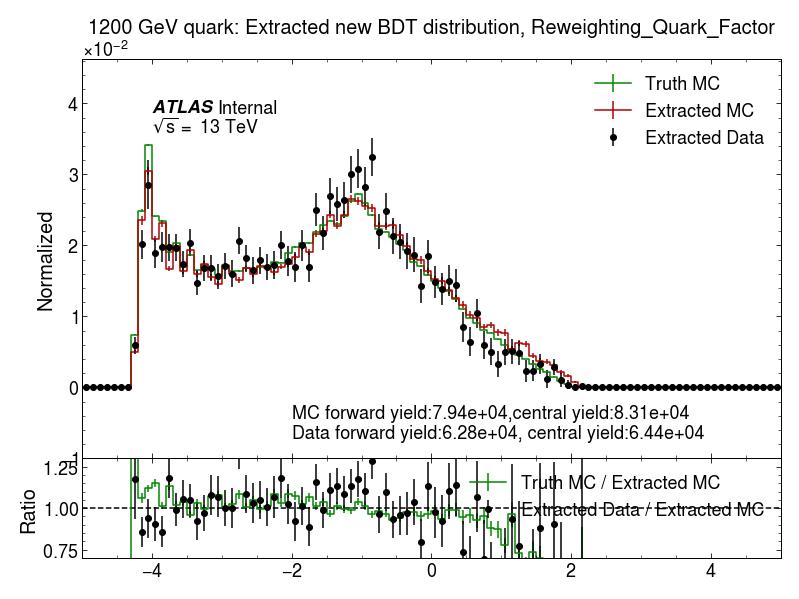 1200 GeV quark: Extracted new BDT distribution, Reweighting_Quark_Factor
×10⁻²
ATLAS Internal
√s = 13 TeV
Truth MC
Extracted MC
Extracted Data
Normalized
4
3
2
1
0
MC forward yield:7.94e+04,central yield:8.31e+04
Data forward yield:6.28e+04, central yield:6.44e+04
1
1.25
1.00
0.75
Ratio
Truth MC / Extracted MC
Extracted Data / Extracted MC
−4
−2
0
2
4